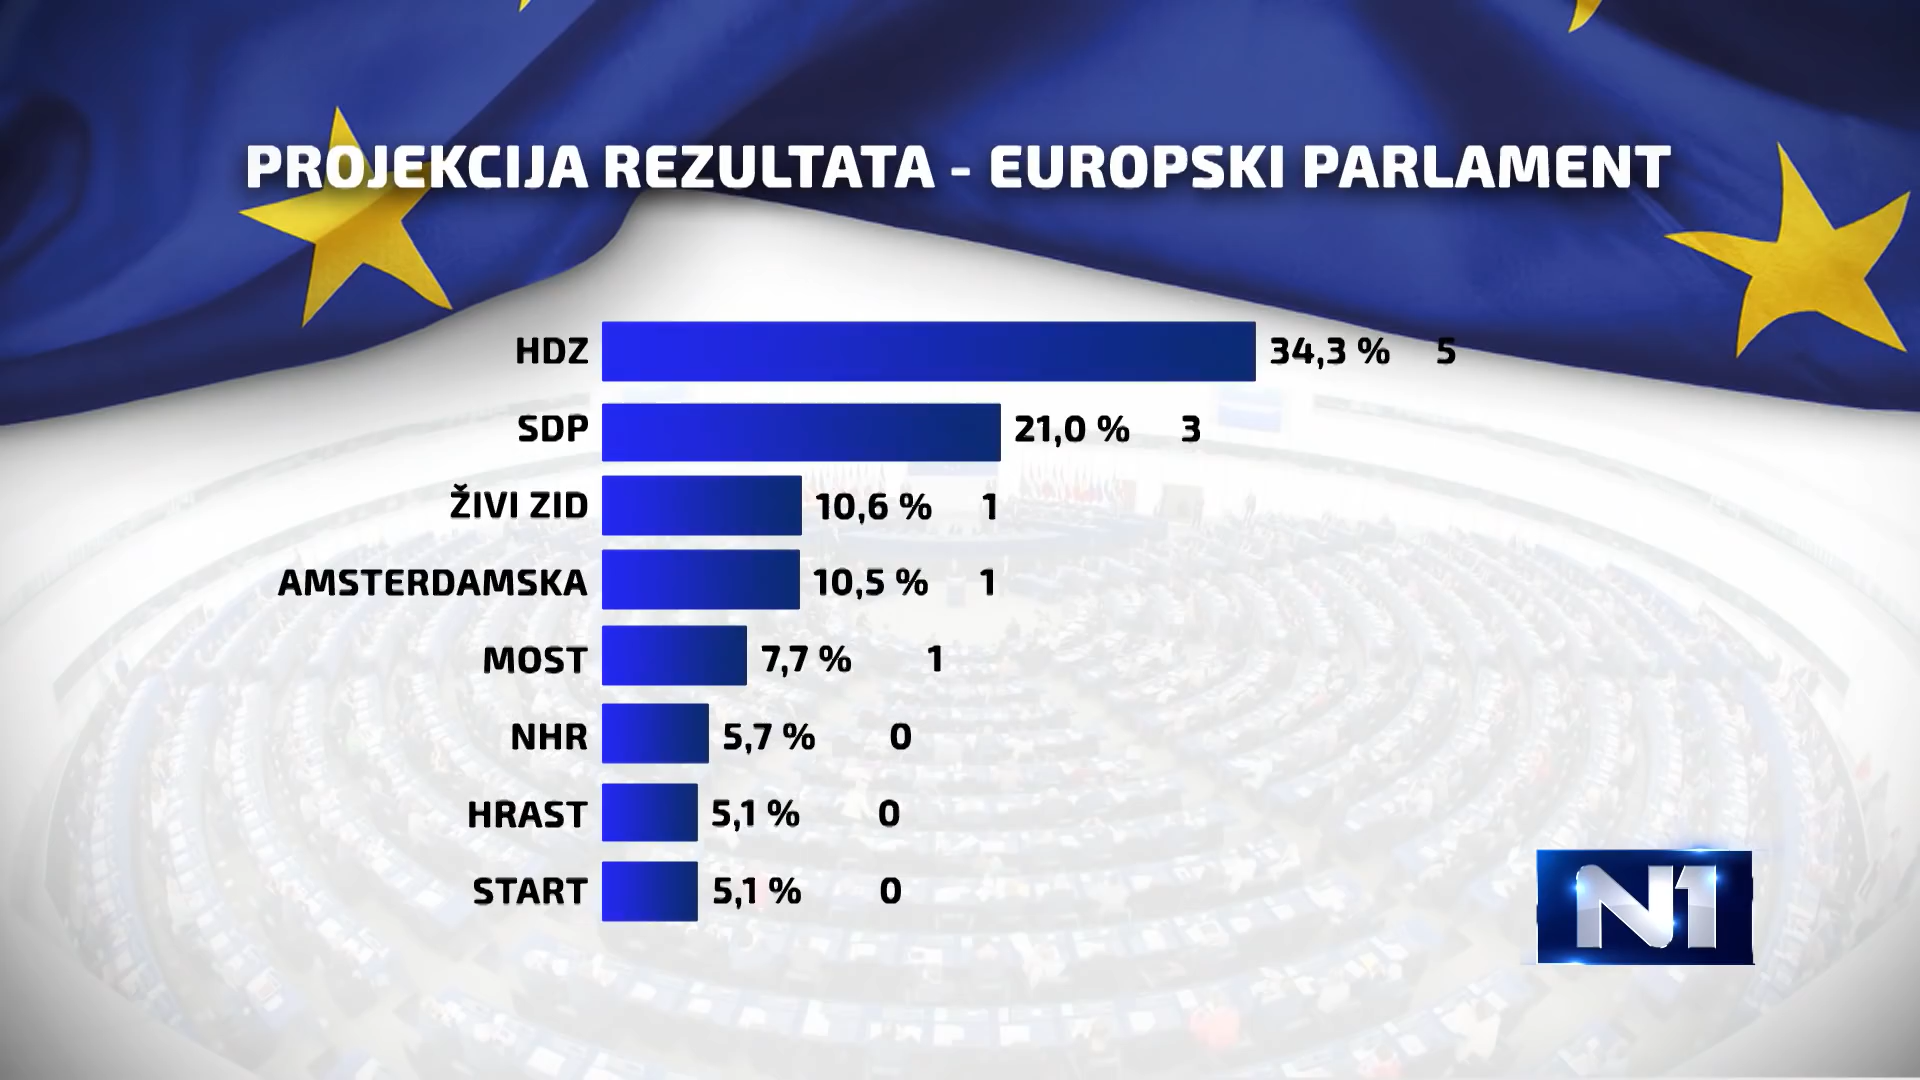 PROJEKCIJA REZULTATA - EUROPSKI PARLAMENT
HDZ 34,3 % 5
SDP 21,0 % 3
ŽIVI ZID 10,6 % 1
AMSTERDAMSKA 10,5 % 1
MOST 7,7 % 1
NHR 5,7 % 0
HRAST 5,1 % 0
START 5,1 % 0
N1